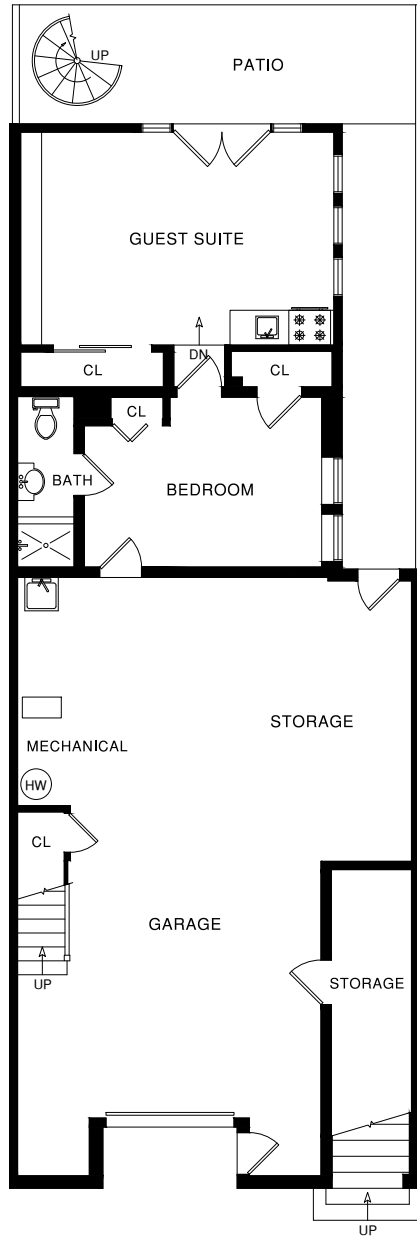 UP
PATIO
GUEST SUITE
DN
CL
CL
CL
BATH
BEDROOM
STORAGE
MECHANICAL
HW
CL
GARAGE
STORAGE
UP
UP